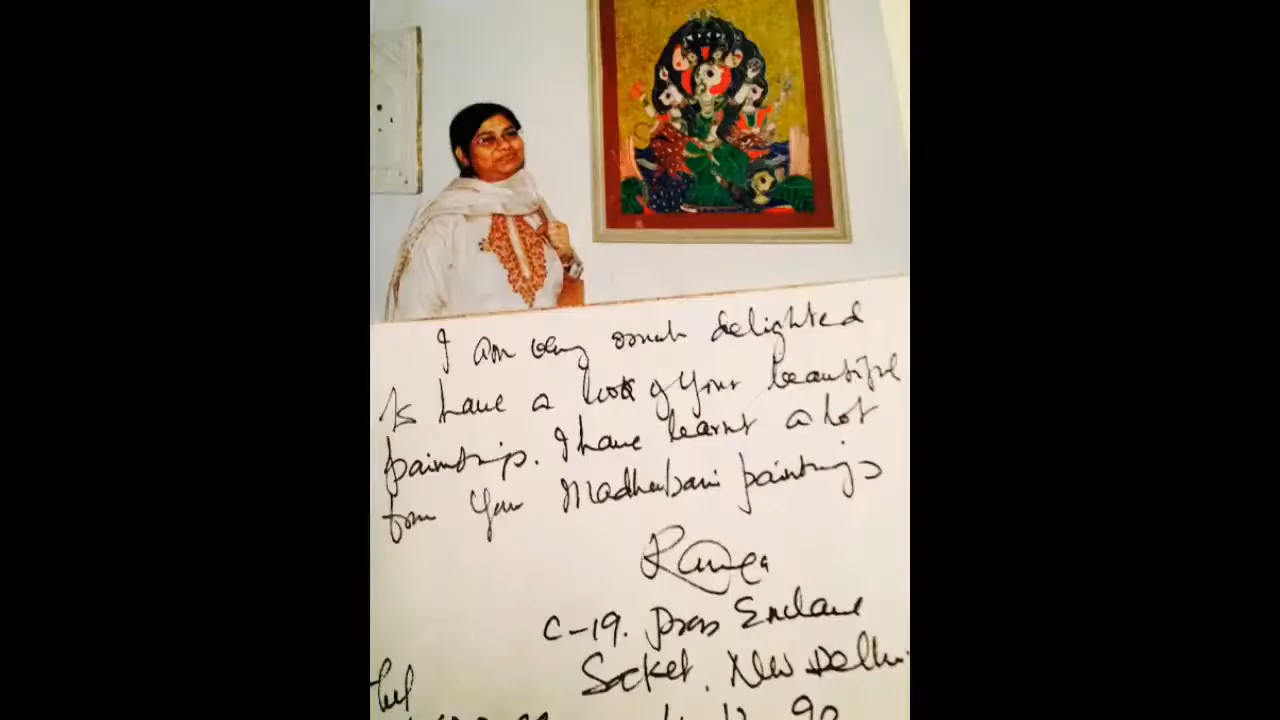 I am very much delighted
to have a look of your beautiful
paintings. I have learnt a lot
from your Madhubani paintings
C-19. Press Enclave
Saket. New Delhi.